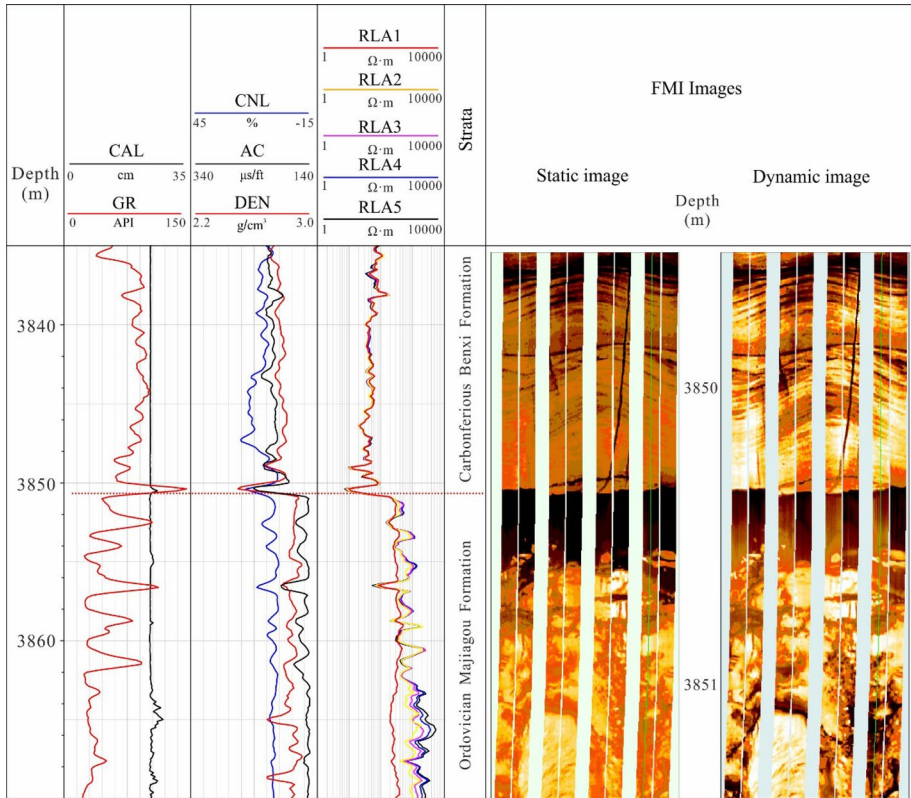 Depth
(m)
CAL
0 cm 35
GR
0 API 150
CNL
45 % -15
AC
340 μs/ft 140
DEN
2.2 g/cm³ 3.0
RLA1
1 Ω·m 10000
RLA2
1 Ω·m 10000
RLA3
1 Ω·m 10000
RLA4
1 Ω·m 10000
RLA5
1 Ω·m 10000
Strata
FMI Images
Static image
Depth
(m)
Dynamic image
3840
3850
3860
Carbonferious Benxi Formation
Ordovician Majiagou Formation
3850
3851